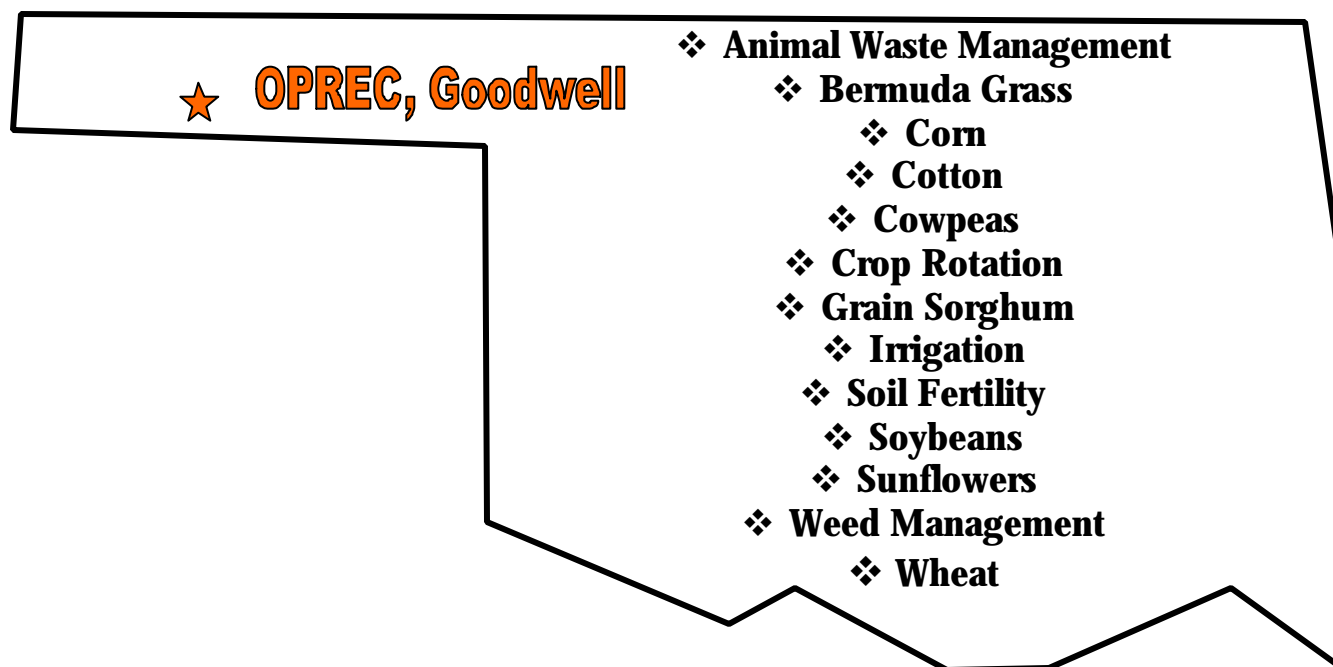 OPREC, Goodwell
❖ Animal Waste Management
❖ Bermuda Grass
❖ Corn
❖ Cotton
❖ Cowpeas
❖ Crop Rotation
❖ Grain Sorghum
❖ Irrigation
❖ Soil Fertility
❖ Soybeans
❖ Sunflowers
❖ Weed Management
❖ Wheat